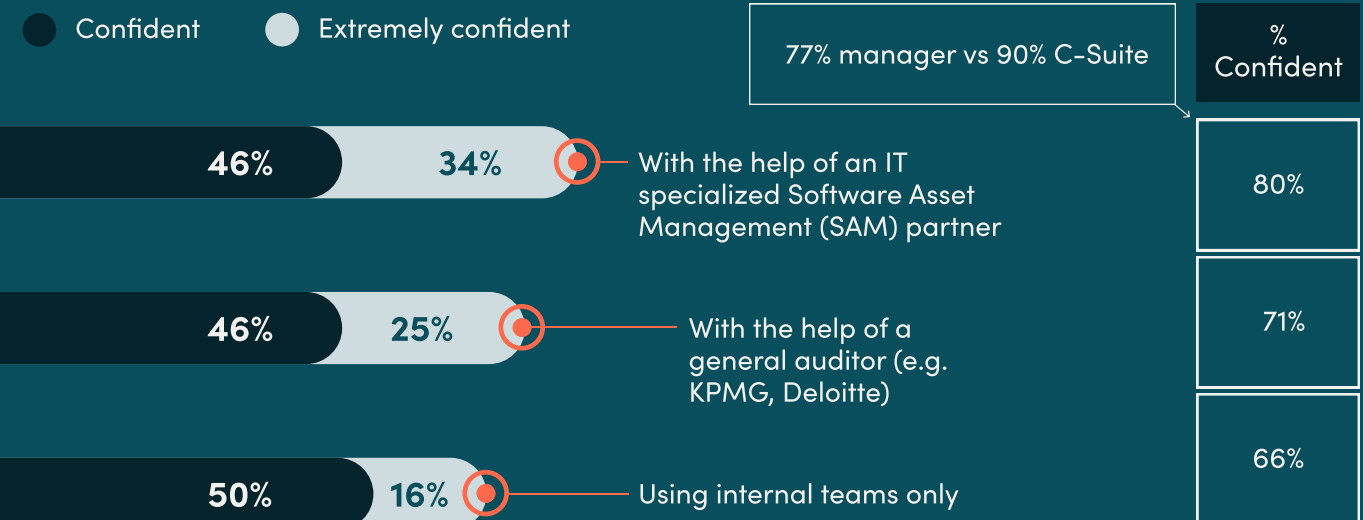 Confident
Extremely confident
77% manager vs 90% C-Suite
%
Confident
46%
34%
With the help of an IT
specialized Software Asset
Management (SAM) partner
80%
46%
25%
With the help of a
general auditor (e.g.
KPMG, Deloitte)
71%
50%
16%
Using internal teams only
66%